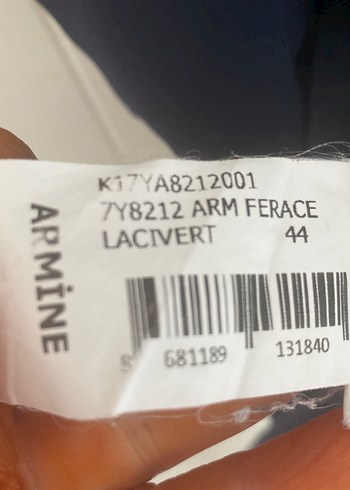 K17YA8212001
7Y8212 ARM FERACE
LACIVERT 44
ARMİNE
681189 131840